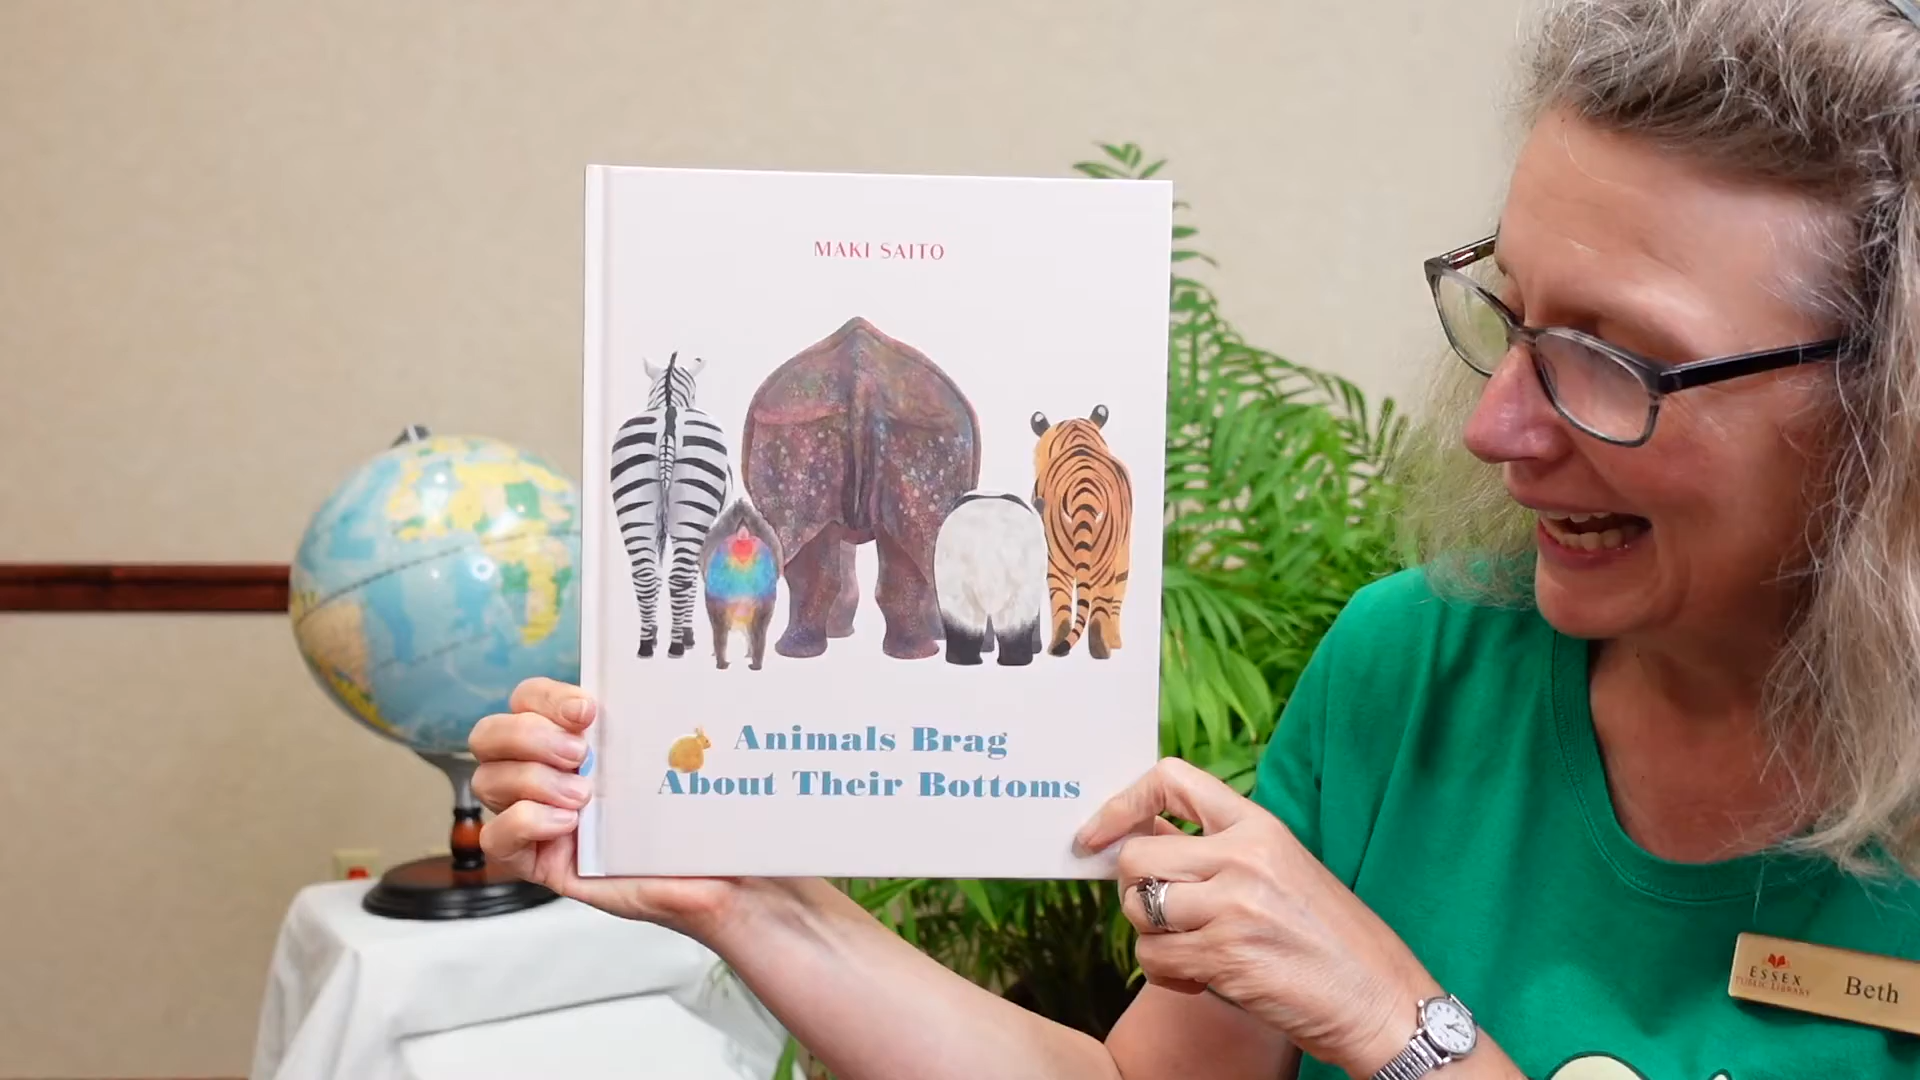 MAKI SAITO
Animals Brag
About Their Bottoms
ESSEX
PUBLIC LIBRARY
Beth